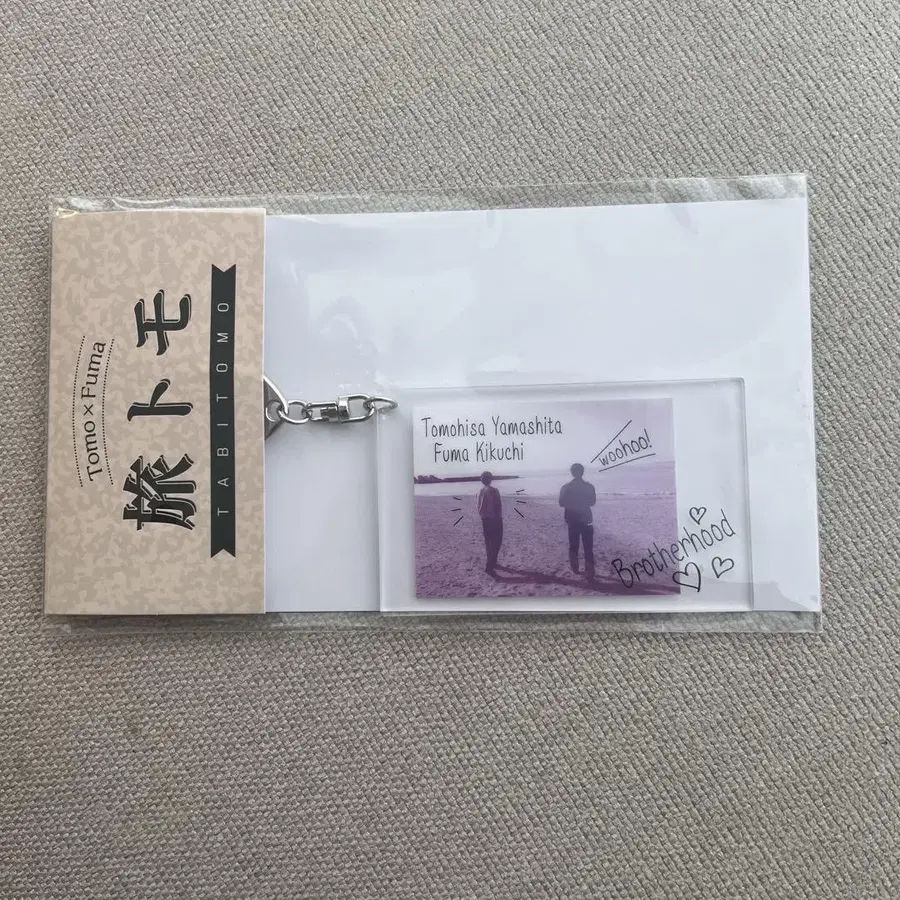 Tomo × Fuma
旅トモ
TABITOMO
Tomohisa Yamashita
Fuma Kikuchi
woohoo!
Brotherhood